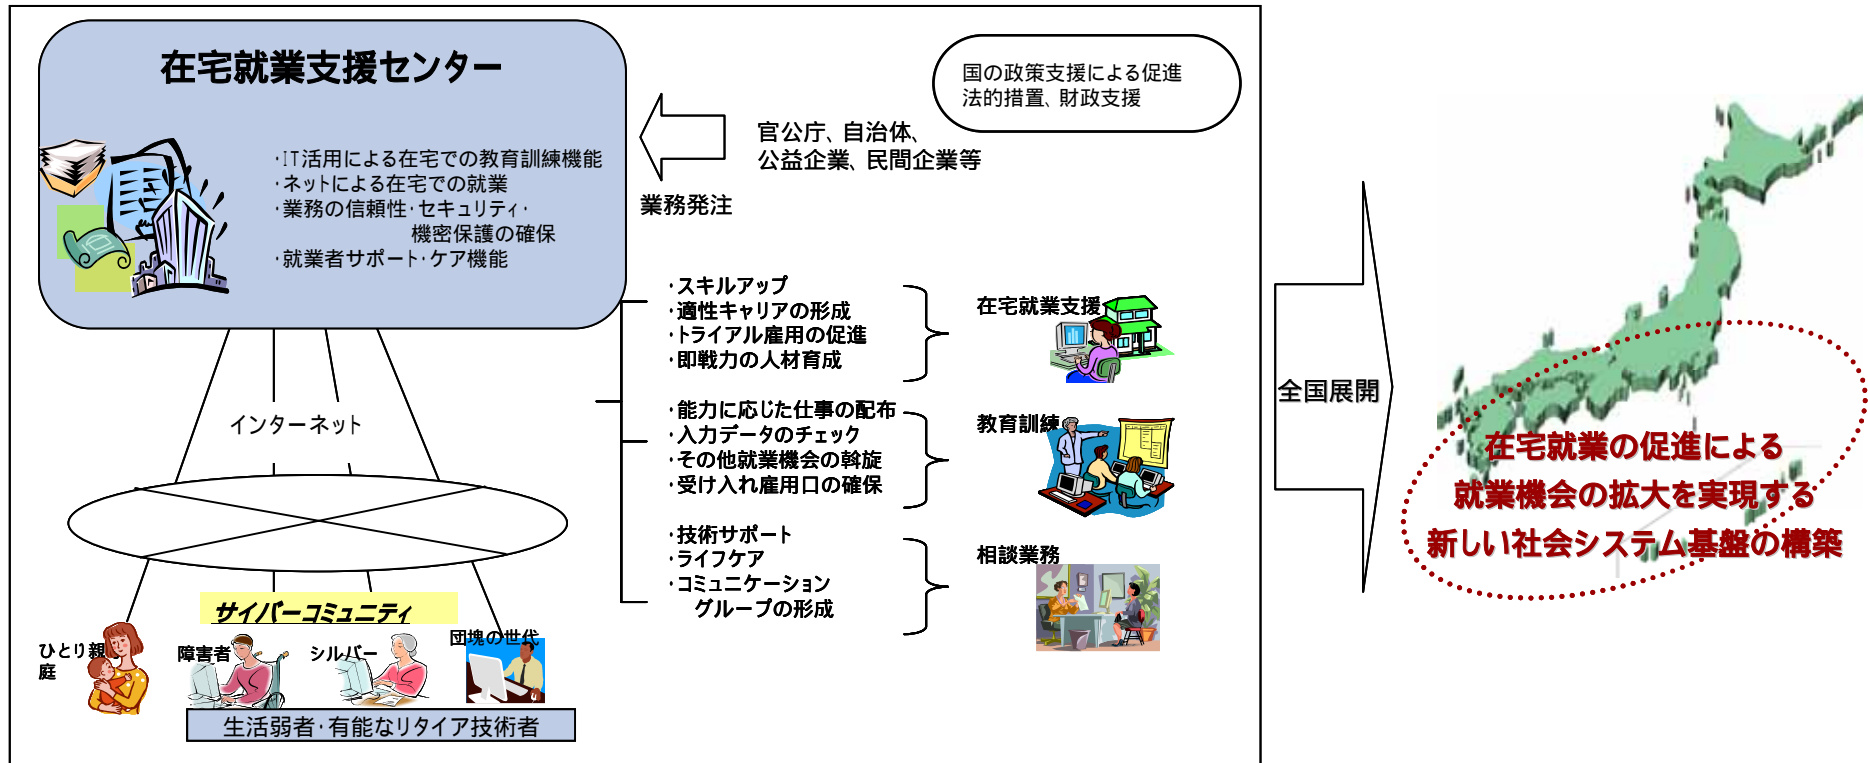 在宅就業支援センター
・IT活用による在宅での教育訓練機能
・ネットによる在宅での就業
・業務の信頼性・セキュリティ・
機密保護の確保
・就業者サポート・ケア機能
国の政策支援による促進
法的措置、財政支援
官公庁、自治体、
公益企業、民間企業等
業務発注
・スキルアップ
・適性キャリアの形成
・トライアル雇用の促進
・即戦力の人材育成
在宅就業支援
・能力に応じた仕事の配布
・入力データのチェック
・その他就業機会の斡旋
・受け入れ雇用口の確保
教育訓練
・技術サポート
・ライフケア
・コミュニケーション
グループの形成
相談業務
インターネット
サイバーコミュニティ
ひとり親
庭
障害者
シルバー
団塊の世代
生活弱者・有能なリタイア技術者
全国展開
在宅就業の促進による
就業機会の拡大を実現する
新しい社会システム基盤の構築